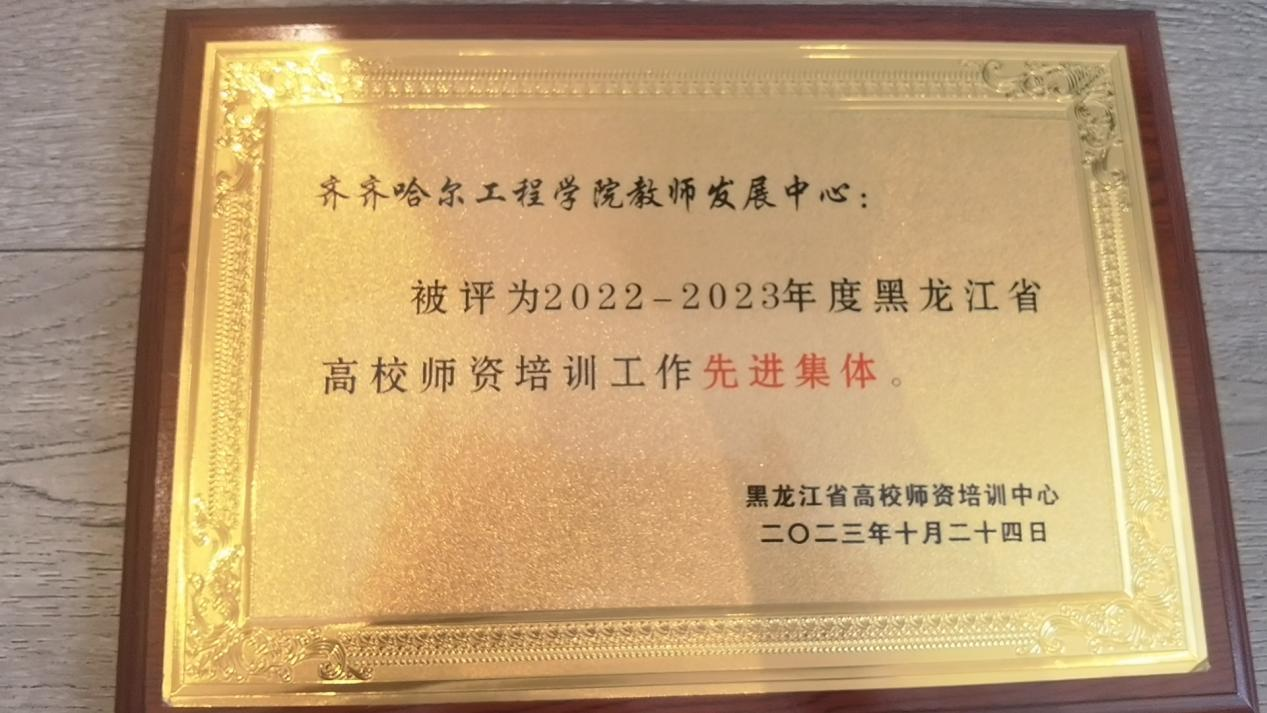 齐齐哈尔工程学院教师发展中心：
被评为2022-2023年度黑龙江省
高校师资培训工作先进集体。
黑龙江省高校师资培训中心
二〇二三年十月二十四日